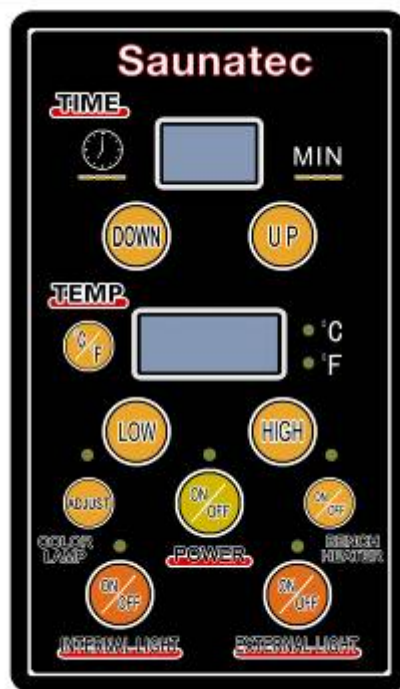 Saunatec
TIME
MIN
DOWN UP
TEMP
°C/F
°C
°F
LOW HIGH
ADJUST ON/OFF ON/OFF
COLOR LAMP
POWER
BENCH HEATER
ON/OFF ON/OFF
INTERNAL LIGHT EXTERNAL LIGHT